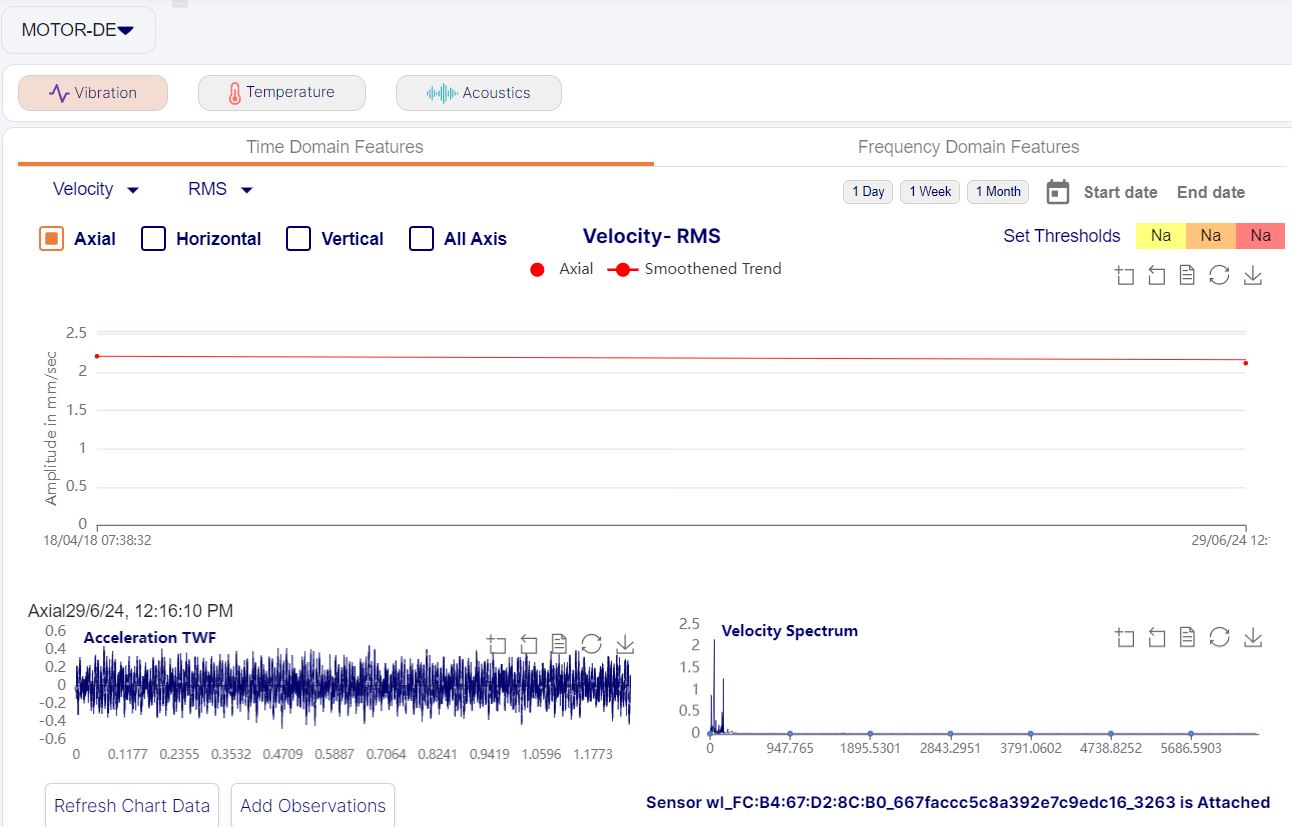 MOTOR-DE
Vibration
Temperature
Acoustics
Time Domain Features
Frequency Domain Features
Velocity
RMS
1 Day
1 Week
1 Month
Start date
End date
Axial
Horizontal
Vertical
All Axis
Velocity- RMS
Set Thresholds
Na
Na
Na
Axial
Smoothened Trend
Amplitude in mm/sec
2.5
2
1.5
1
0.5
0
18/04/18 07:38:32
29/06/24 12:
Axial29/6/24, 12:16:10 PM
Acceleration TWF
0.6
0.4
0.2
0
-0.2
-0.4
-0.6
0 0.1177 0.2355 0.3532 0.4709 0.5887 0.7064 0.8241 0.9419 1.0596 1.1773
Velocity Spectrum
2.5
2
1.5
1
0.5
0
0 947.765 1895.5301 2843.2951 3791.0602 4738.8252 5686.5903
Refresh Chart Data
Add Observations
Sensor wl_FC:B4:67:D2:8C:B0_667faccc5c8a392e7c9edc16_3263 is Attached